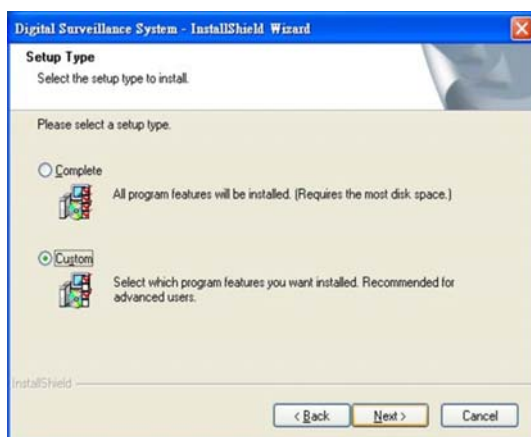 Digital Surveillance System - InstallShield Wizard
Setup Type
Select the setup type to install.
Please select a setup type.
Complete
All program features will be installed. (Requires the most disk space.)
Custom
Select which program features you want installed. Recommended for
advanced users.
InstallShield
< Back
Next >
Cancel